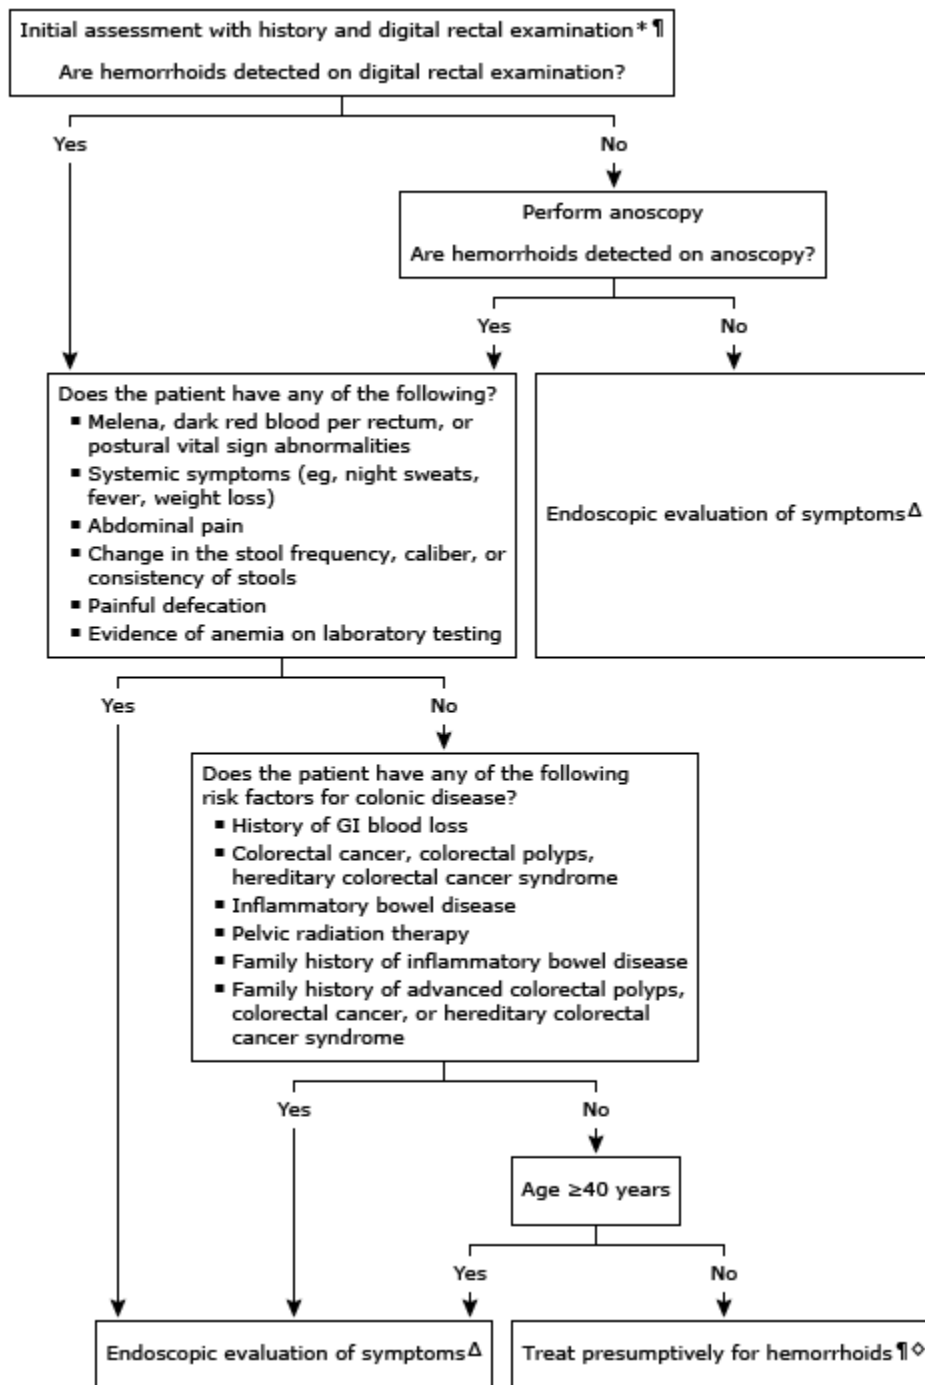 Initial assessment with history and digital rectal examination*¶
Are hemorrhoids detected on digital rectal examination?
Yes
No
Perform anoscopy
Are hemorrhoids detected on anoscopy?
Yes
No
Does the patient have any of the following?
▪ Melena, dark red blood per rectum, or
postural vital sign abnormalities
▪ Systemic symptoms (eg, night sweats,
fever, weight loss)
▪ Abdominal pain
▪ Change in the stool frequency, caliber, or
consistency of stools
▪ Painful defecation
▪ Evidence of anemia on laboratory testing
Endoscopic evaluation of symptomsΔ
Yes
No
Does the patient have any of the following
risk factors for colonic disease?
▪ History of GI blood loss
▪ Colorectal cancer, colorectal polyps,
hereditary colorectal cancer syndrome
▪ Inflammatory bowel disease
▪ Pelvic radiation therapy
▪ Family history of inflammatory bowel disease
▪ Family history of advanced colorectal polyps,
colorectal cancer, or hereditary colorectal
cancer syndrome
Yes
No
Age ≥40 years
Yes
No
Endoscopic evaluation of symptomsΔ
Treat presumptively for hemorrhoids¶◇